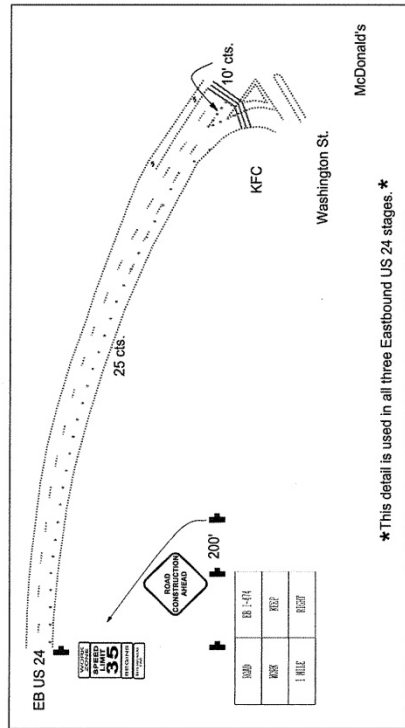 EB US 24
WORK
ZONE
SPEED
LIMIT
35
BEGINS
ROAD
CONSTRUCTION
AHEAD
200'
ROAD
WORK
1 MILE
EB I-474
KEEP
RIGHT
25 cts.
10' cts.
KFC
Washington St.
McDonald's
*This detail is used in all three Eastbound US 24 stages.*